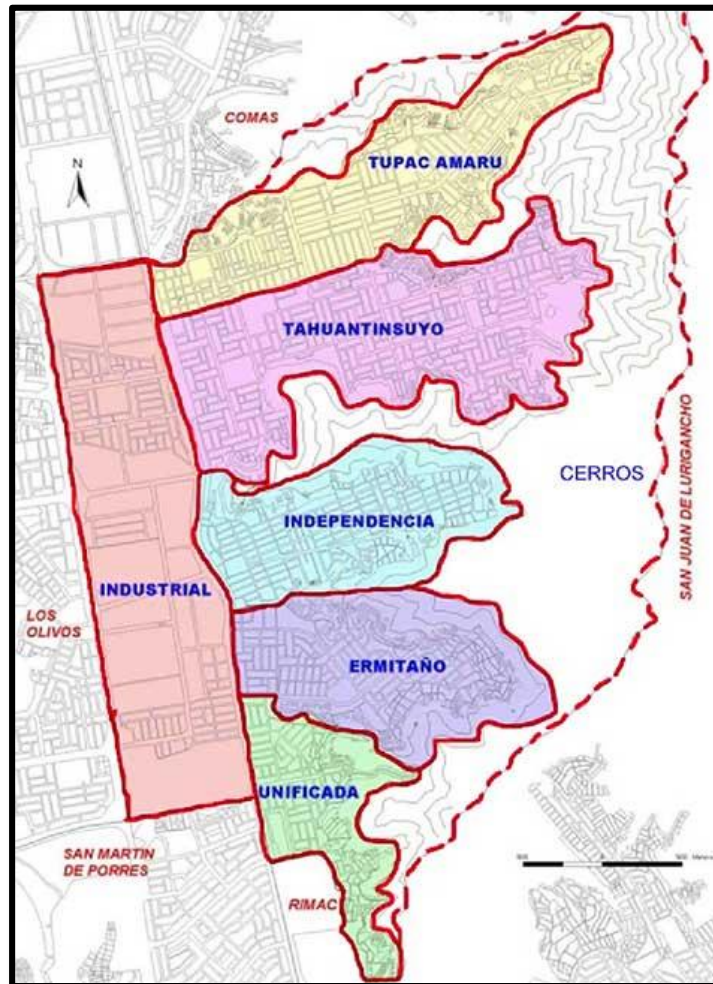 COMAS
TUPAC AMARU
N
TAHUANTINSUYO
CERROS
SAN JUAN DE LURIGANCHO
INDEPENDENCIA
INDUSTRIAL
LOS
OLIVOS
ERMITAÑO
UNIFICADA
SAN MARTIN
DE PORRES
RIMAC